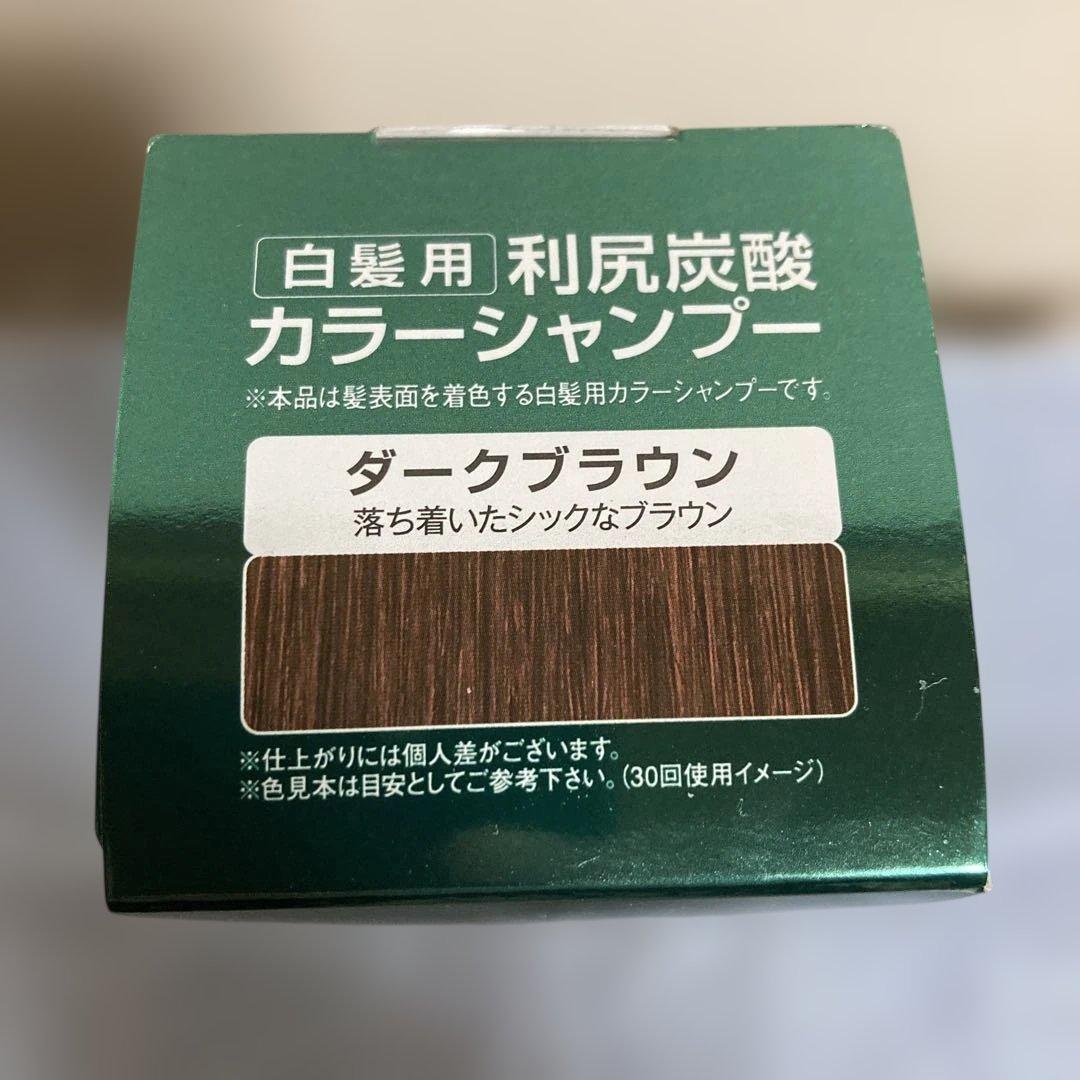 白髪用 利尻炭酸
カラーシャンプー
※本品は髪表面を着色する白髪用カラーシャンプーです。
ダークブラウン
落ち着いたシックなブラウン
※仕上がりには個人差がございます。
※色見本は目安としてご参考下さい。(30回使用イメージ)